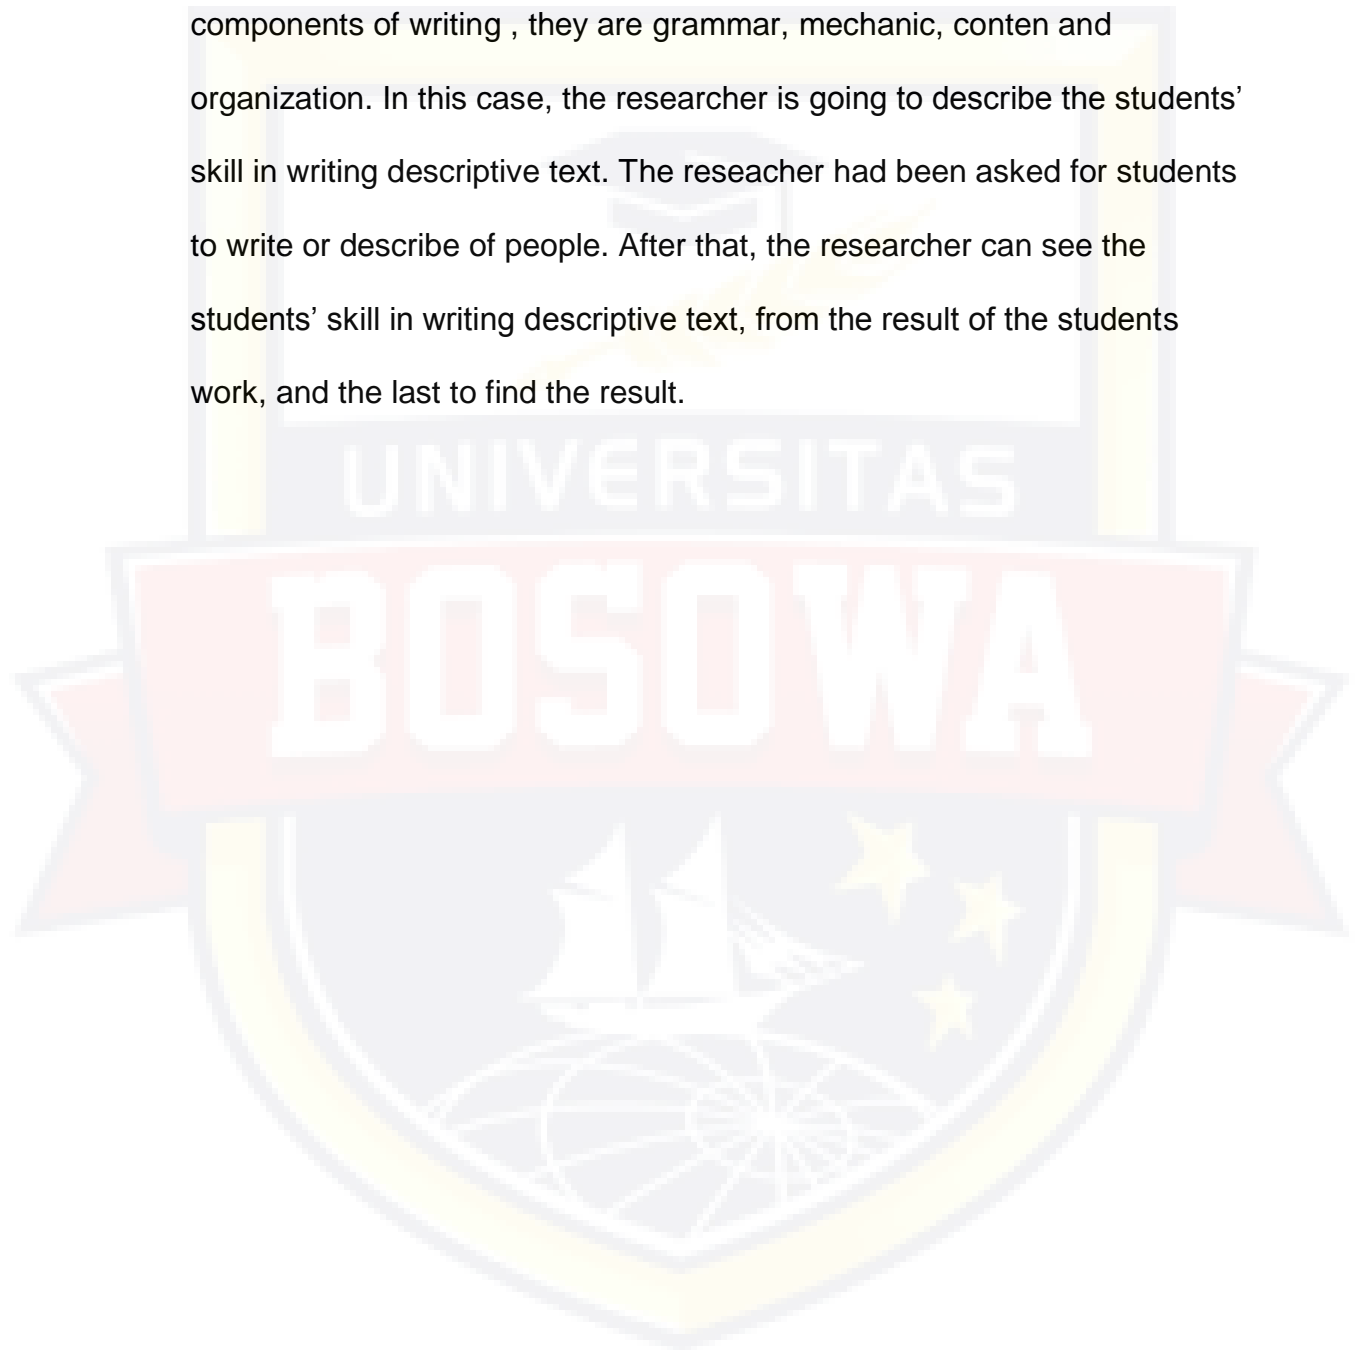 components of writing , they are grammar, mechanic, conten and
organization. In this case, the researcher is going to describe the students’
skill in writing descriptive text. The reseacher had been asked for students
to write or describe of people. After that, the researcher can see the
students’ skill in writing descriptive text, from the result of the students
work, and the last to find the result.
UNIVERSITAS
BOSOWA